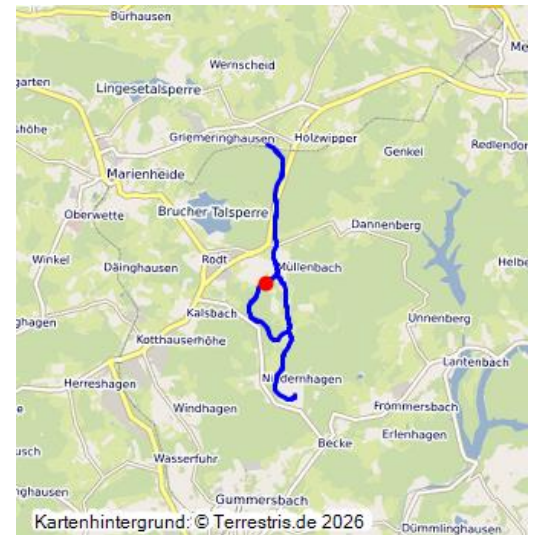 Bürhausen
Me
Wernscheid
garten
Lingesetalsperre
shöhe
Griemeringhausen
Holzwipper
Redlendor
Genkel
Marienheide
Oberwette
Brucher Talsperre
Dannenberg
Winkel
Däinghausen
Rodt
Müllenbach
Helbe
ghagen
Kalsbach
Unnenberg
Kotthauserhöhe
Lantenbach
Herreshagen
Niedernhagen
e
Windhagen
Frömmersbach
Erlenhagen
Becke
usch
Wasserfuhr
nghausen
Gummersbach
Kartenhintergrund: © Terrestris.de 2026
Dümmlinghausen